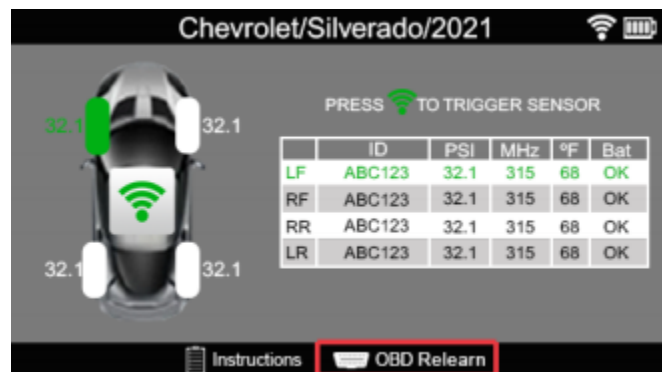 Chevrolet/Silverado/2021
PRESS TO TRIGGER SENSOR
32.1 32.1
ID PSI MHz ºF Bat
LF ABC123 32.1 315 68 OK
RF ABC123 32.1 315 68 OK
RR ABC123 32.1 315 68 OK
LR ABC123 32.1 315 68 OK
32.1 32.1
Instructions OBD Relearn